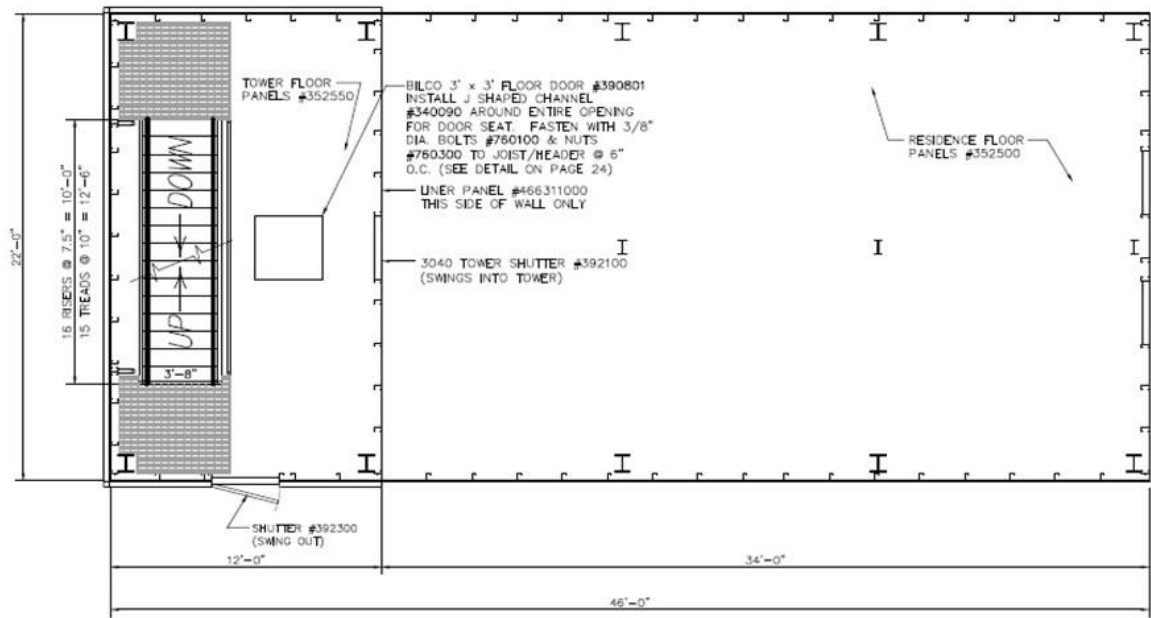 TOWER FLOOR
PANELS #352550
BILCO 3' x 3' FLOOR DOOR #390801
INSTALL J SHAPED CHANNEL
#340090 AROUND ENTIRE OPENING
FOR DOOR SEAT. FASTEN WITH 3/8"
DIA. BOLTS #760100 & NUTS
#760300 TO JOIST/HEADER @ 6"
O.C. (SEE DETAIL ON PAGE 24)
RESIDENCE FLOOR
PANELS #352500
LINER PANEL #466311000
THIS SIDE OF WALL ONLY
3040 TOWER SHUTTER #392100
(SWINGS INTO TOWER)
22'-0"
16 RISERS @ 7.5" = 10'-0"
15 TREADS @ 10" = 12'-6"
DOWN
UP
3'-8"
SHUTTER #392300
(SWING OUT)
12'-0"
34'-0"
46'-0"